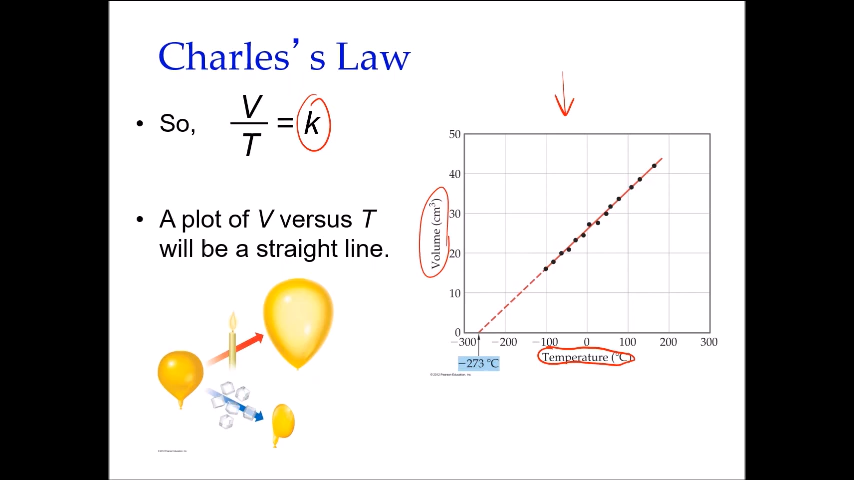 Charles's Law
• So, V/T = k
• A plot of V versus T
will be a straight line.
50
40
30
20
10
0
Volume (cm³)
−300 −200 −100 0 100 200 300
Temperature (°C)
−273 °C